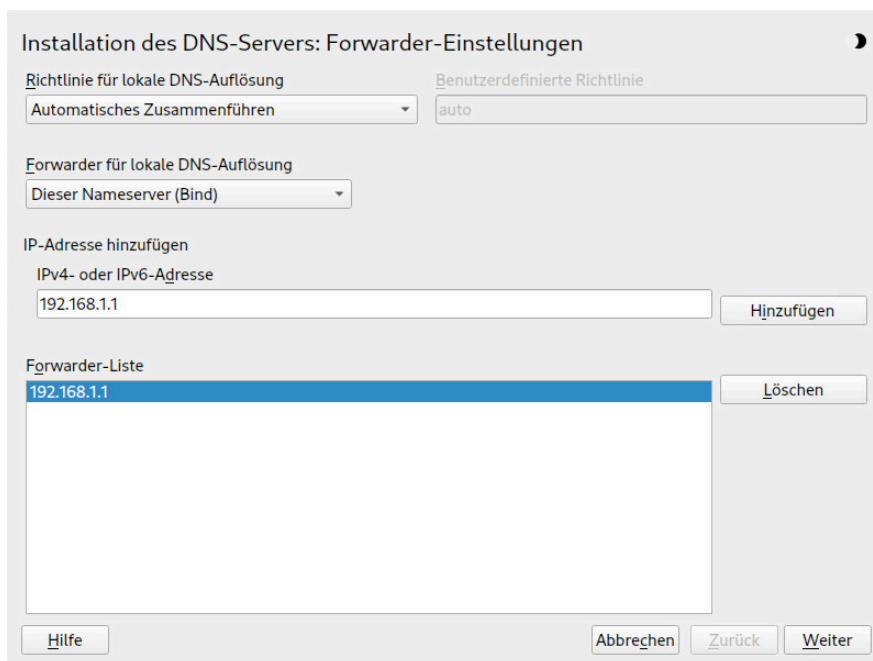 Installation des DNS-Servers: Forwarder-Einstellungen
Richtlinie für lokale DNS-Auflösung
Benutzerdefinierte Richtlinie
Automatisches Zusammenführen
auto
Forwarder für lokale DNS-Auflösung
Dieser Nameserver (Bind)
IP-Adresse hinzufügen
IPv4- oder IPv6-Adresse
192.168.1.1
Hinzufügen
Forwarder-Liste
192.168.1.1
Löschen
Hilfe
Abbrechen
Zurück
Weiter